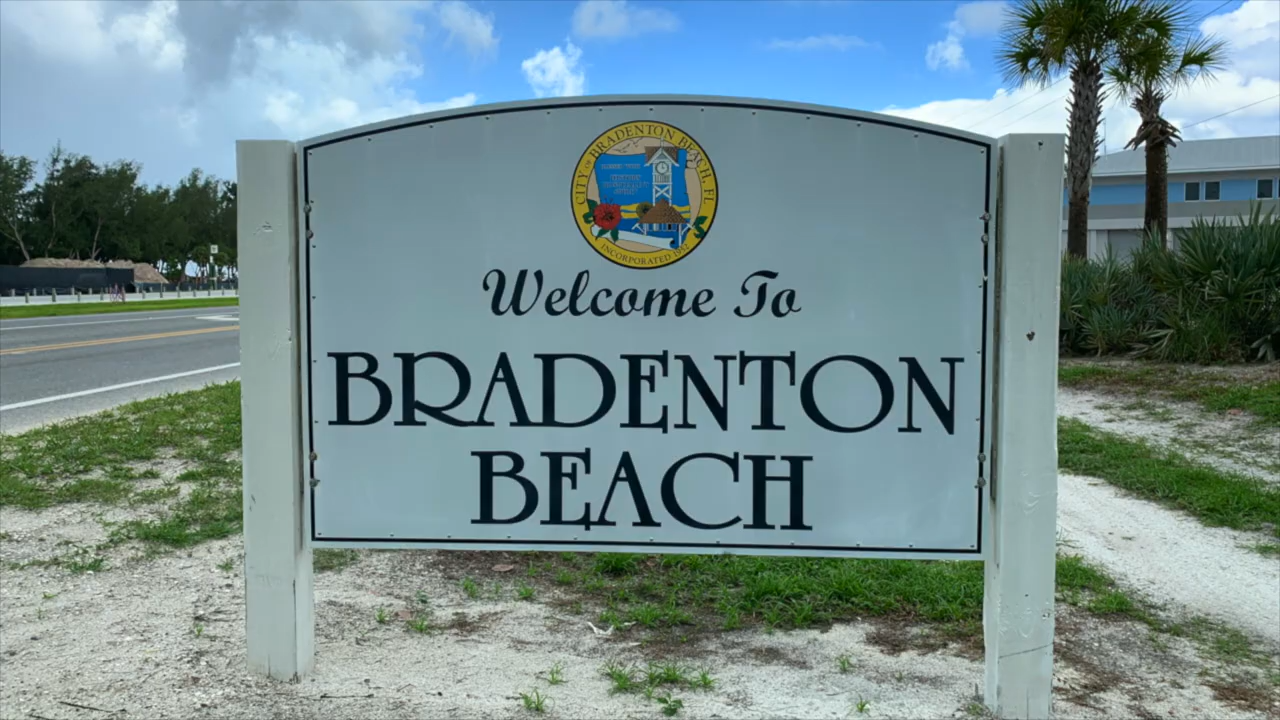 CITY OF BRADENTON BEACH, FL
INCORPORATED 1952
Welcome To
BRADENTON
BEACH